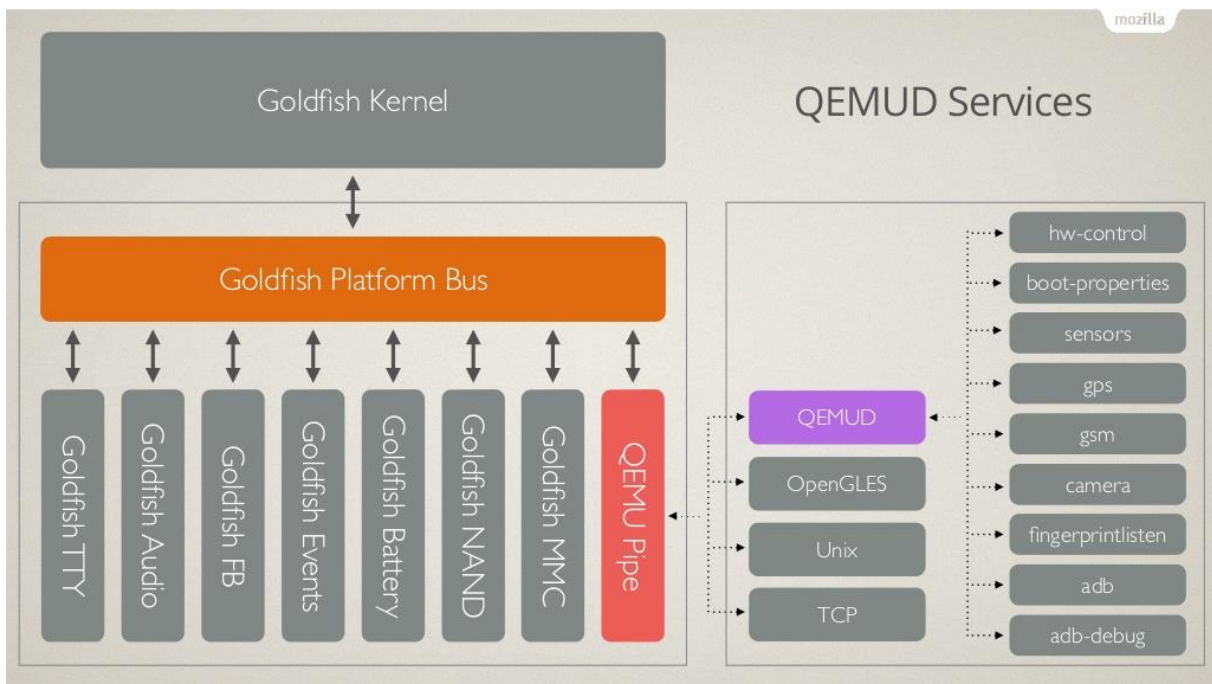 mozilla
Goldfish Kernel
QEMUD Services
Goldfish Platform Bus
Goldfish TTY
Goldfish Audio
Goldfish FB
Goldfish Events
Goldfish Battery
Goldfish NAND
Goldfish MMC
QEMU Pipe
QEMUD
OpenGLES
Unix
TCP
hw-control
boot-properties
sensors
gps
gsm
camera
fingerprintlisten
adb
adb-debug